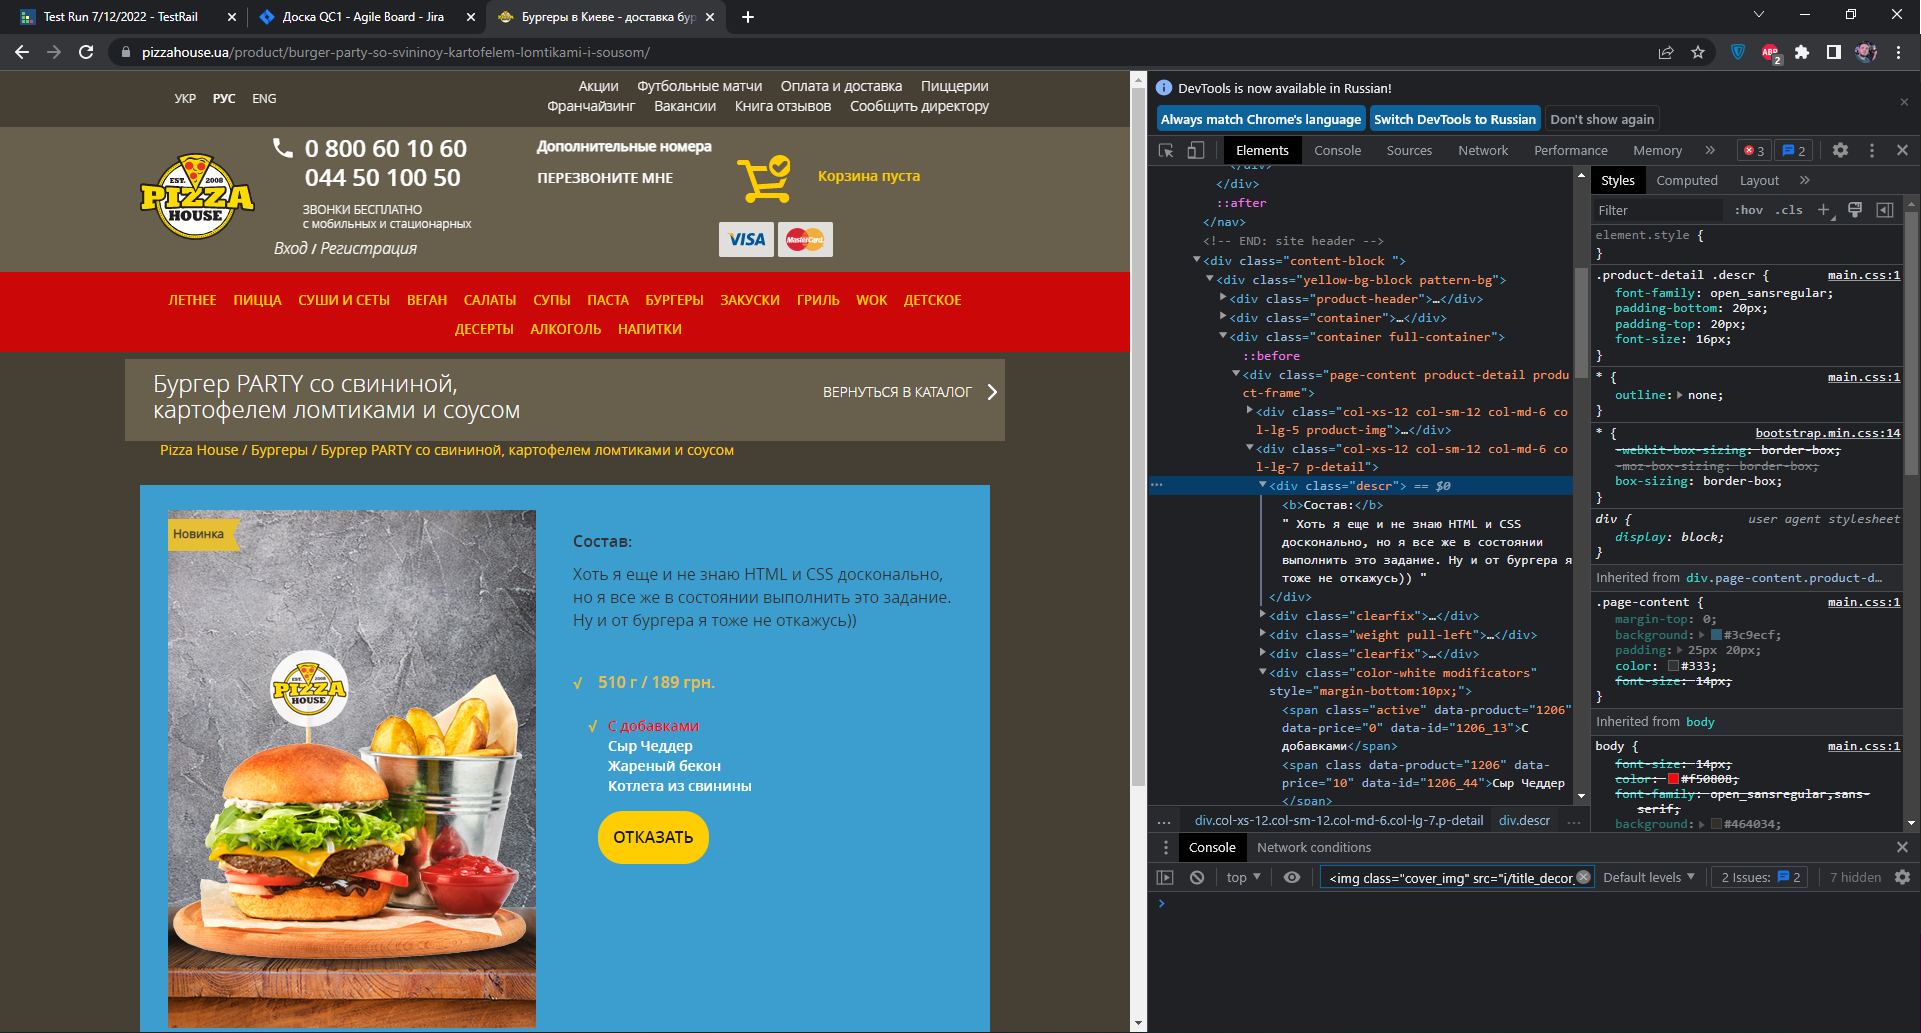 Test Run 7/12/2022 - TestRail
Доска QC1 - Agile Board - Jira
Бургеры в Киеве - доставка бур
pizzahouse.ua/product/burger-party-so-svininoy-kartofelem-lomtikami-i-sousom/
ABP
2
УКР РУС ENG
Акции Футбольные матчи Оплата и доставка Пиццерии
Франчайзинг Вакансии Книга отзывов Сообщить директору
EST. 2008
PIZZA
HOUSE
0 800 60 10 60
044 50 100 50
ЗВОНКИ БЕСПЛАТНО
с мобильных и стационарных
Вход / Регистрация
Дополнительные номера
ПЕРЕЗВОНИТЕ МНЕ
Корзина пуста
VISA MasterCard
ЛЕТНЕЕ ПИЦЦА СУШИ И СЕТЫ ВЕГАН САЛАТЫ СУПЫ ПАСТА БУРГЕРЫ ЗАКУСКИ ГРИЛЬ WOK ДЕТСКОЕ
ДЕСЕРТЫ АЛКОГОЛЬ НАПИТКИ
Бургер PARTY со свининой,
картофелем ломтиками и соусом
ВЕРНУТЬСЯ В КАТАЛОГ
Pizza House / Бургеры / Бургер PARTY со свининой, картофелем ломтиками и соусом
Новинка
PIZZA
HOUSE
Состав:
Хоть я еще и не знаю HTML и CSS досконально,
но я все же в состоянии выполнить это задание.
Ну и от бургера я тоже не откажусь))
√ 510 г / 189 грн.
√ С добавками
Сыр Чеддер
Жареный бекон
Котлета из свинины
ОТКАЗАТЬ
DevTools is now available in Russian!
Always match Chrome's language Switch DevTools to Russian Don't show again
Elements Console Sources Network Performance Memory » 3 2
</div>
</div>
::after
</nav>
<!-- END: site header -->
<div class="content-block ">
<div class="yellow-bg-block pattern-bg">
<div class="product-header">…</div>
<div class="container">…</div>
<div class="container full-container">
::before
<div class="page-content product-detail produ
ct-frame">
<div class="col-xs-12 col-sm-12 col-md-6 co
l-lg-5 product-img">…</div>
<div class="col-xs-12 col-sm-12 col-md-6 co
l-lg-7 p-detail">
<div class="descr"> == $0
<b>Состав:</b>
" Хоть я еще и не знаю HTML и CSS
досконально, но я все же в состоянии
выполнить это задание. Ну и от бургера я
тоже не откажусь)) "
</div>
<div class="clearfix">…</div>
<div class="weight pull-left">…</div>
<div class="clearfix">…</div>
<div class="color-white modificators"
style="margin-bottom:10px;">
<span class="active" data-product="1206"
data-price="0" data-id="1206_13">С
добавками</span>
<span class data-product="1206" data-
price="10" data-id="1206_44">Сыр Чеддер
</span>
... div.col-xs-12.col-sm-12.col-md-6.col-lg-7.p-detail div.descr ...
Styles Computed Layout »
Filter :hov .cls +
element.style {
}
.product-detail .descr { main.css:1
font-family: open_sansregular;
padding-bottom: 20px;
padding-top: 20px;
font-size: 16px;
}
* { main.css:1
outline: none;
}
* { bootstrap.min.css:14
-webkit-box-sizing: border-box;
-moz-box-sizing: border-box;
box-sizing: border-box;
}
div { user agent stylesheet
display: block;
}
Inherited from div.page-content.product-d…
.page-content { main.css:1
margin-top: 0;
background: #3c9ecf;
padding: 25px 20px;
color: #333;
font-size: 14px;
}
Inherited from body
body { main.css:1
font-size: 14px;
color: #f50808;
font-family: open_sansregular,sans-
serif;
background: #464034;
Console Network conditions
top <img class="cover_img" src="i/title_decor_ Default levels 2 Issues: 2 7 hidden